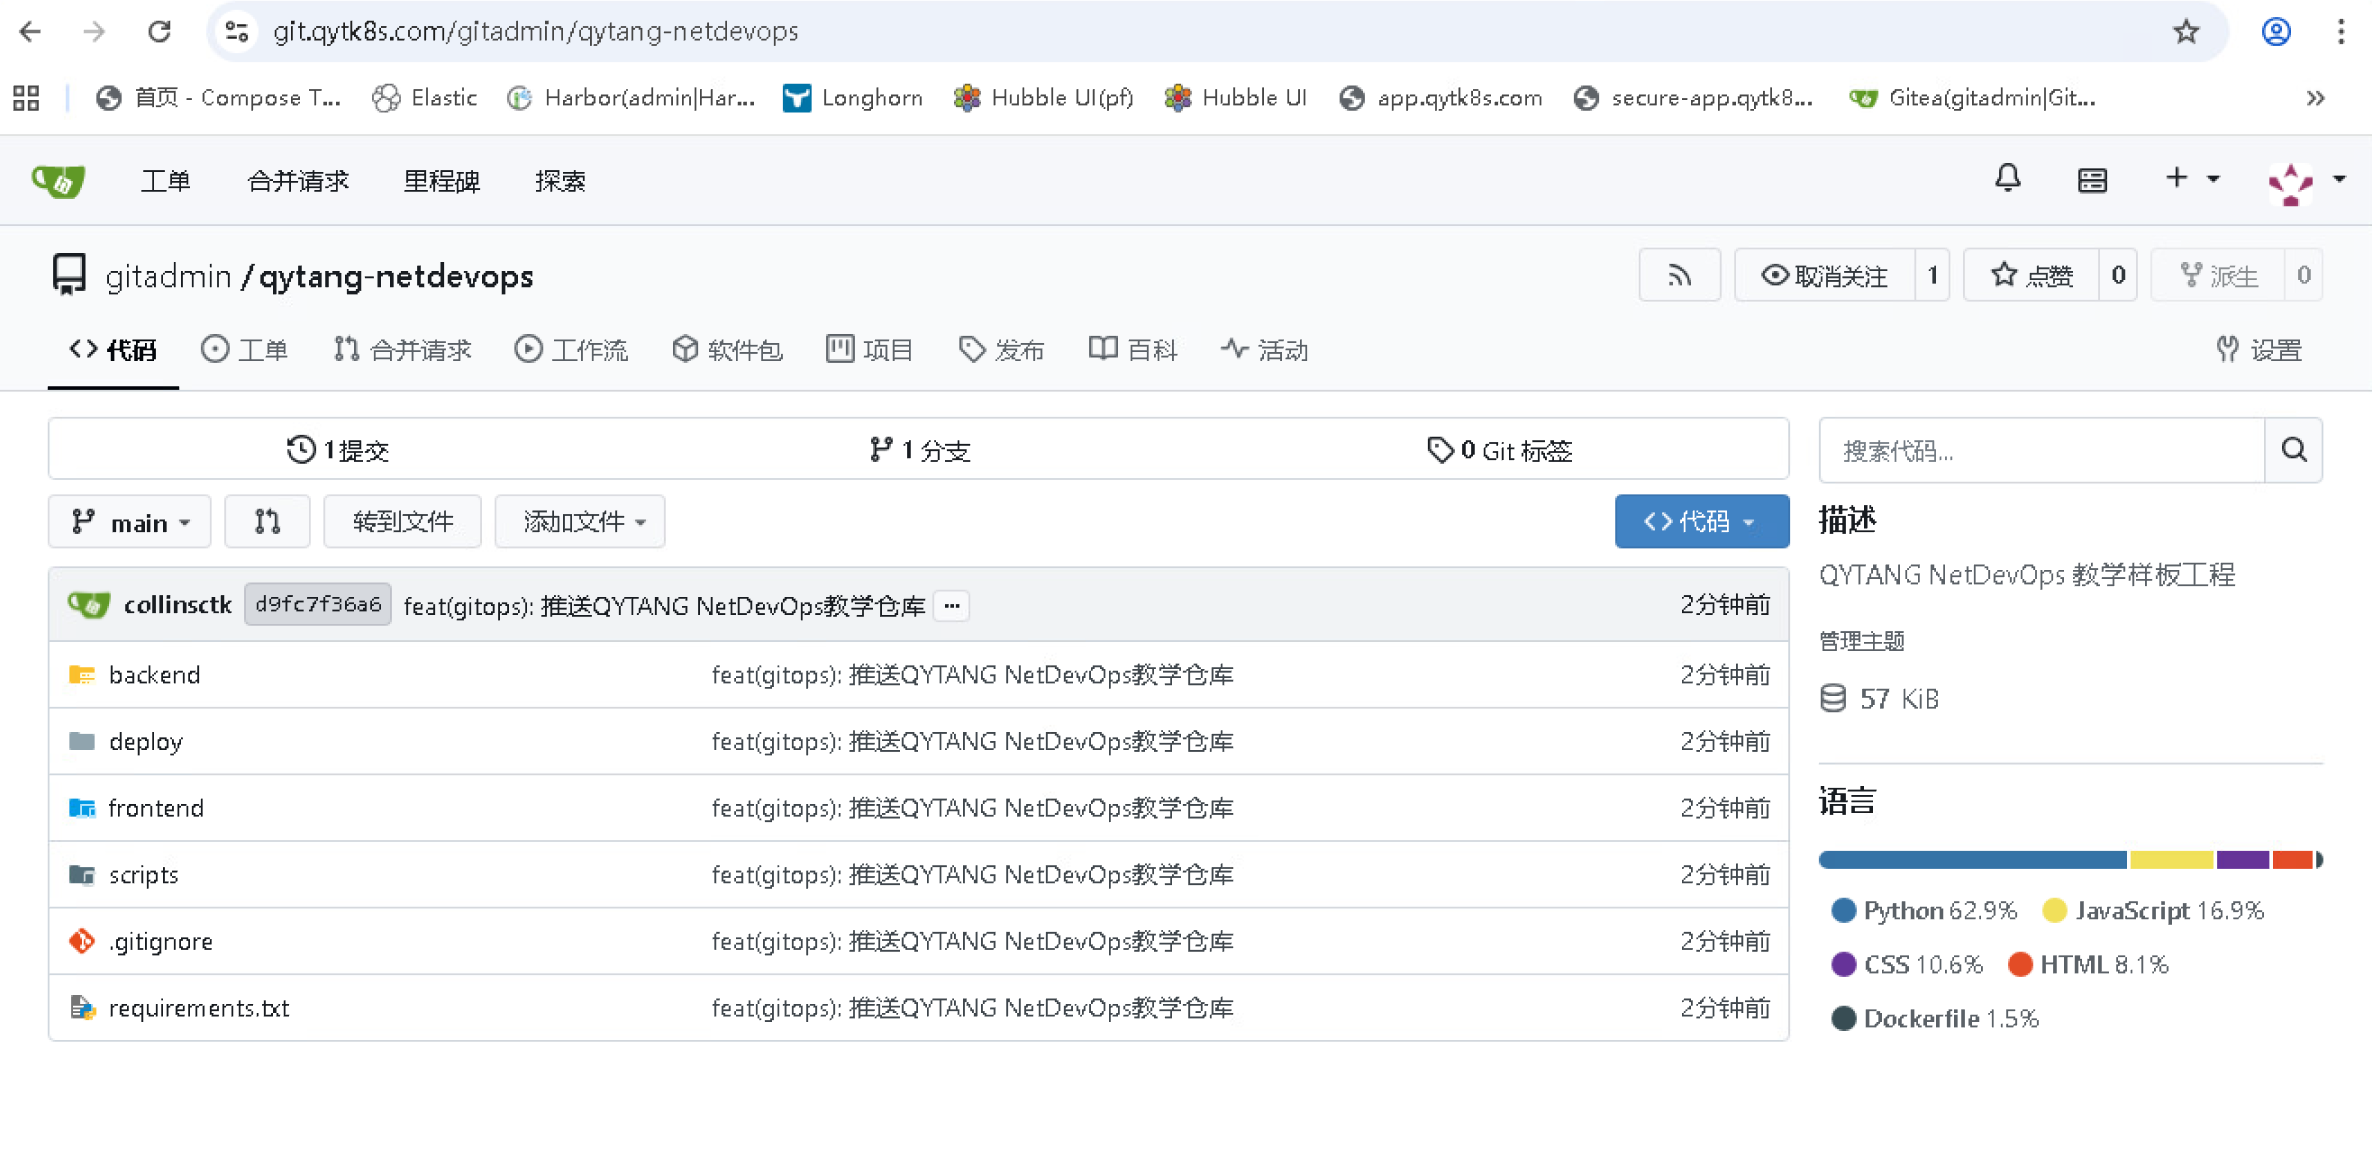 git.qytk8s.com/gitadmin/qytang-netdevops
首页 - Compose T... Elastic Harbor(admin|Har... Longhorn Hubble UI(pf) Hubble UI app.qytk8s.com secure-app.qytk8... Gitea(gitadmin|Git...
工单 合并请求 里程碑 探索
gitadmin / qytang-netdevops 取消关注 1 点赞 0 派生 0
代码 工单 合并请求 工作流 软件包 项目 发布 百科 活动 设置
1 提交 1 分支 0 Git 标签 搜索代码...
main 转到文件 添加文件 代码
描述
QYTANG NetDevOps 教学样板工程
管理主题
57 KiB
collinsctk d9fc7f36a6 feat(gitops): 推送QYTANG NetDevOps教学仓库 ... 2分钟前
backend feat(gitops): 推送QYTANG NetDevOps教学仓库 2分钟前
deploy feat(gitops): 推送QYTANG NetDevOps教学仓库 2分钟前
frontend feat(gitops): 推送QYTANG NetDevOps教学仓库 2分钟前
scripts feat(gitops): 推送QYTANG NetDevOps教学仓库 2分钟前
.gitignore feat(gitops): 推送QYTANG NetDevOps教学仓库 2分钟前
requirements.txt feat(gitops): 推送QYTANG NetDevOps教学仓库 2分钟前
语言
Python 62.9% JavaScript 16.9%
CSS 10.6% HTML 8.1%
Dockerfile 1.5%